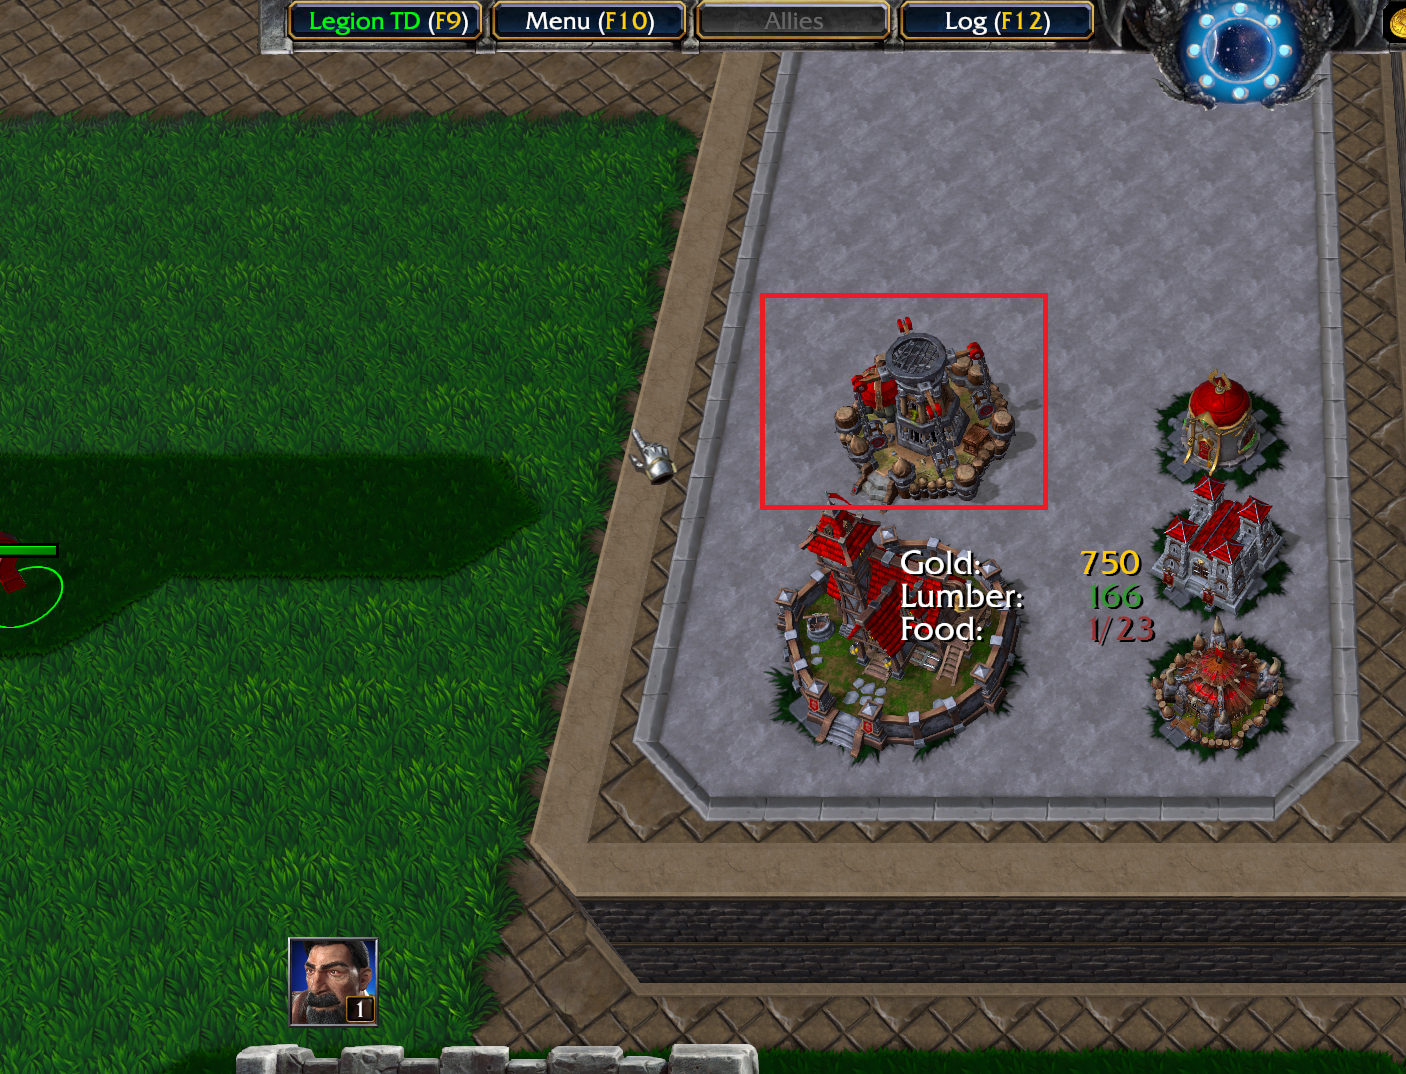 Legion TD (F9)
Menu (F10)
Allies
Log (F12)
Gold: 750
Lumber: 166
Food: 1/23
1